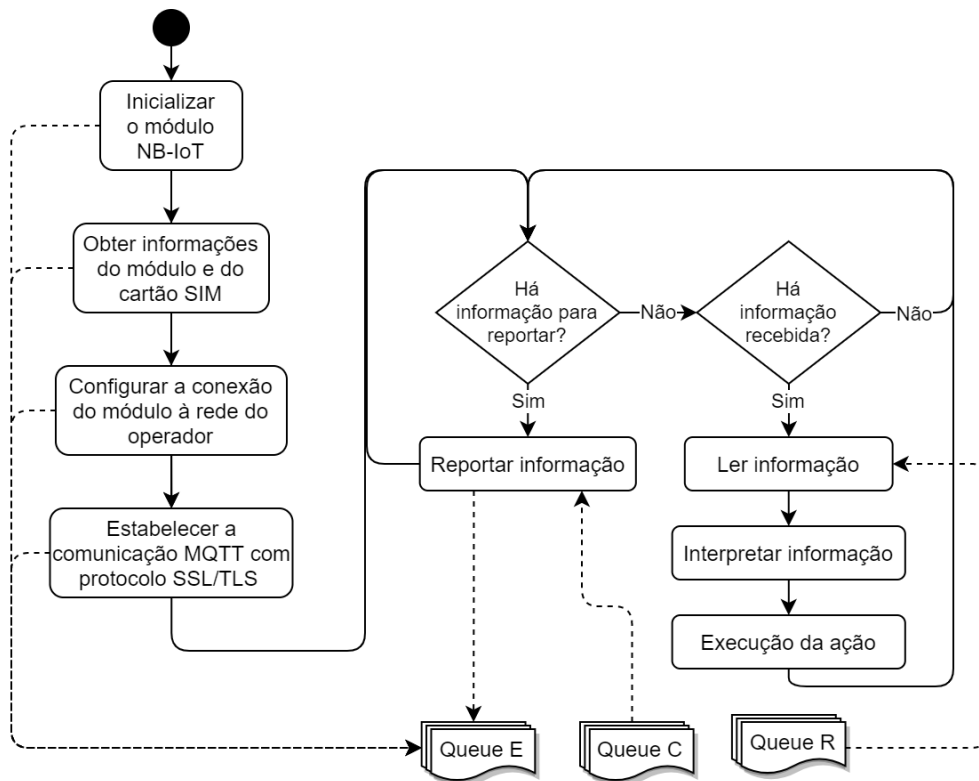 Inicializar
o módulo
NB-IoT
Obter informações
do módulo e do
cartão SIM
Configurar a conexão
do módulo à rede do
operador
Estabelecer a
comunicação MQTT com
protocolo SSL/TLS
Há
informação para
reportar?
Não
Há
informação
recebida?
Não
Sim
Sim
Reportar informação
Ler informação
Interpretar informação
Execução da ação
Queue E
Queue C
Queue R